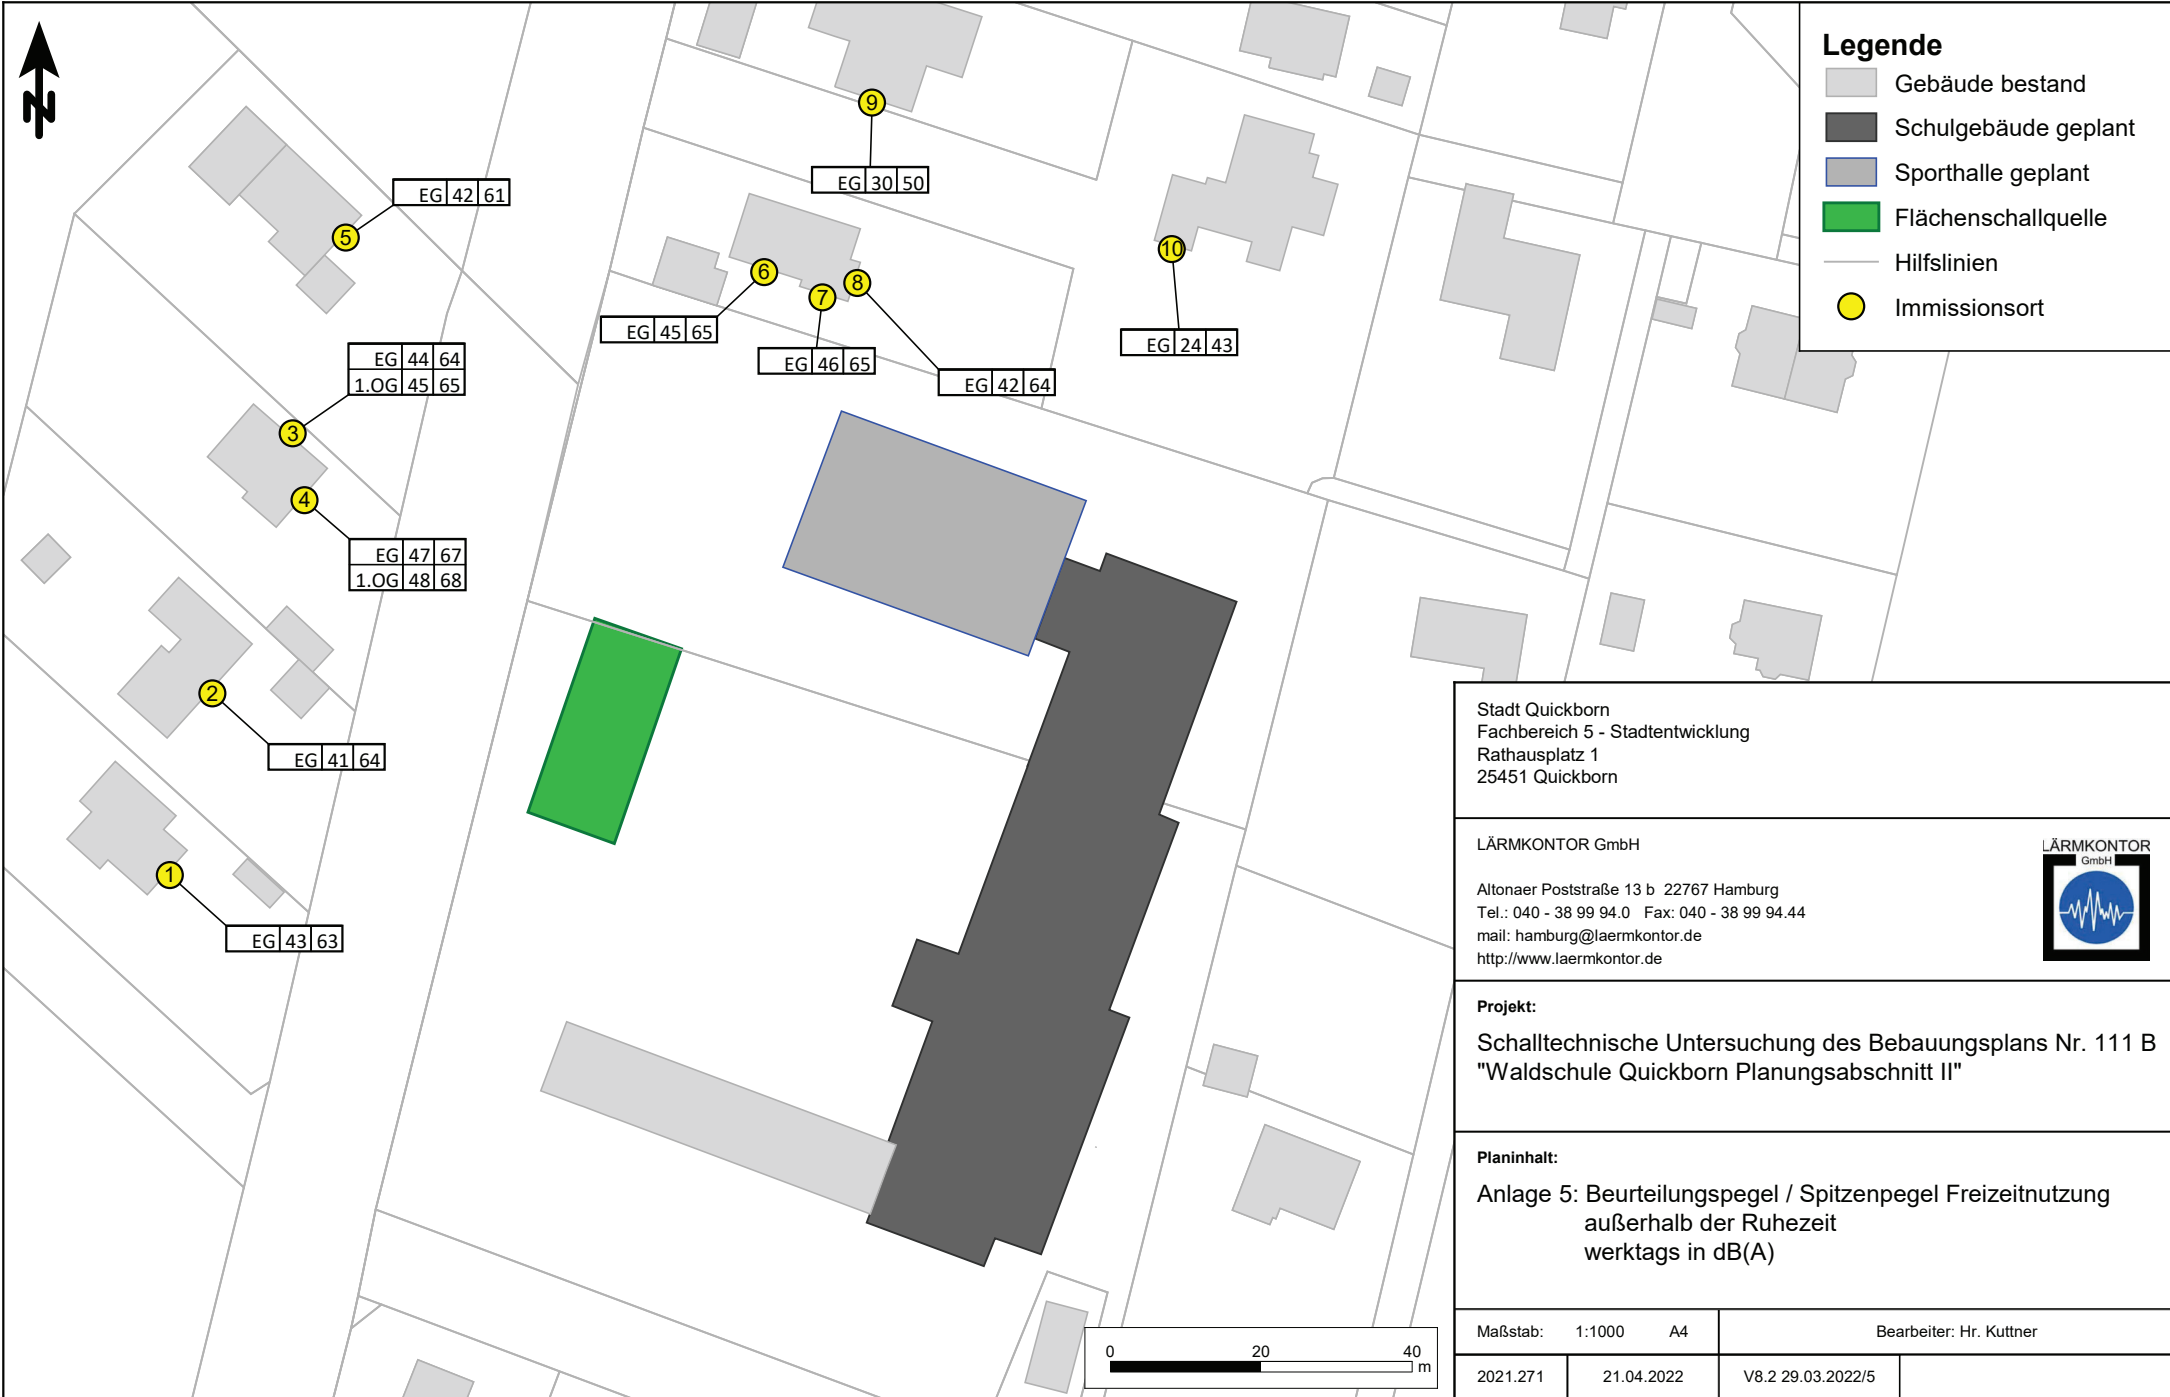 N
9
EG 30 50
5
EG 42 61
10
EG 24 43
6
EG 45 65
7
EG 46 65
8
EG 42 64
EG 44 64
1.OG 45 65
3
4
EG 47 67
1.OG 48 68
2
EG 41 64
1
EG 43 63
Legende
Gebäude bestand
Schulgebäude geplant
Sporthalle geplant
Flächenschallquelle
Hilfslinien
Immissionsort
Stadt Quickborn
Fachbereich 5 - Stadtentwicklung
Rathausplatz 1
25451 Quickborn
LÄRMKONTOR GmbH
Altonaer Poststraße 13 b 22767 Hamburg
Tel.: 040 - 38 99 94.0 Fax: 040 - 38 99 94.44
mail: hamburg@laermkontor.de
http://www.laermkontor.de
LÄRMKONTOR
GmbH
Projekt:
Schalltechnische Untersuchung des Bebauungsplans Nr. 111 B
"Waldschule Quickborn Planungsabschnitt II"
Planinhalt:
Anlage 5: Beurteilungspegel / Spitzenpegel Freizeitnutzung
außerhalb der Ruhezeit
werktags in dB(A)
Maßstab: 1:1000 A4
Bearbeiter: Hr. Kuttner
2021.271
21.04.2022
V8.2 29.03.2022/5
0 20 40
m